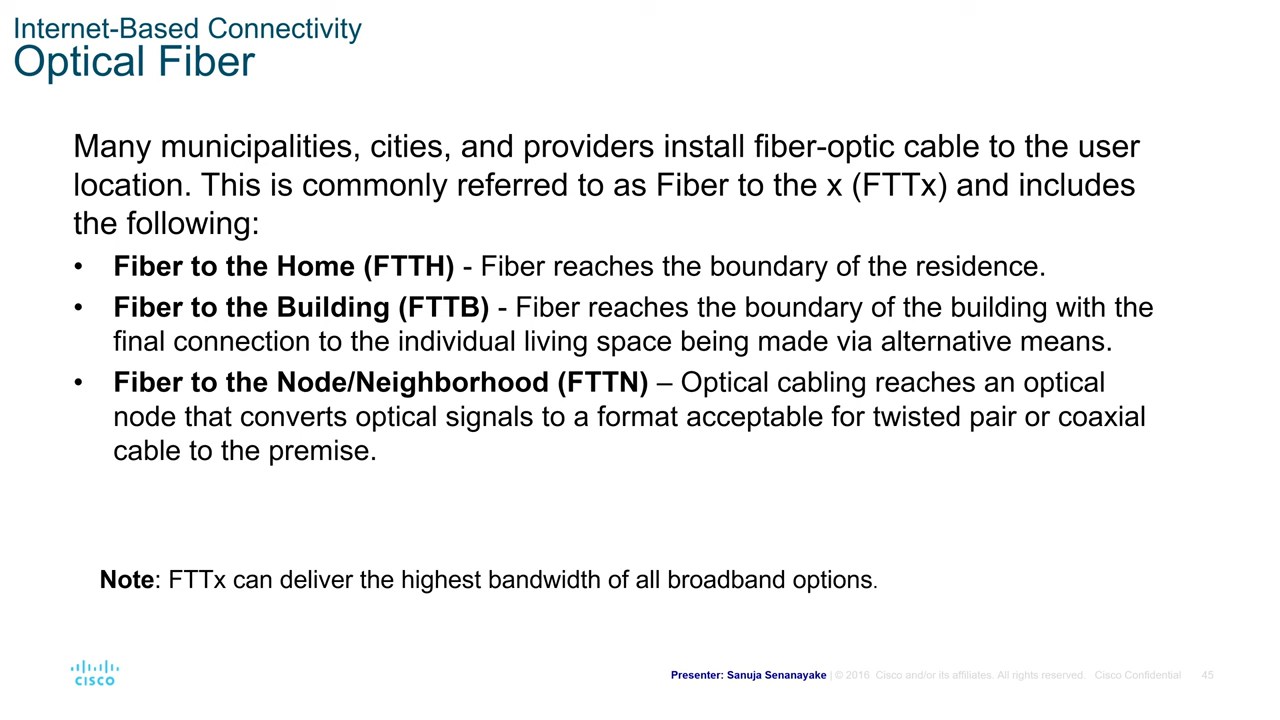 Internet-Based Connectivity
Optical Fiber
Many municipalities, cities, and providers install fiber-optic cable to the user
location. This is commonly referred to as Fiber to the x (FTTx) and includes
the following:
• Fiber to the Home (FTTH) - Fiber reaches the boundary of the residence.
• Fiber to the Building (FTTB) - Fiber reaches the boundary of the building with the
final connection to the individual living space being made via alternative means.
• Fiber to the Node/Neighborhood (FTTN) – Optical cabling reaches an optical
node that converts optical signals to a format acceptable for twisted pair or coaxial
cable to the premise.
Note: FTTx can deliver the highest bandwidth of all broadband options.
CISCO
Presenter: Sanuja Senanayake | © 2016 Cisco and/or its affiliates. All rights reserved. Cisco Confidential 45